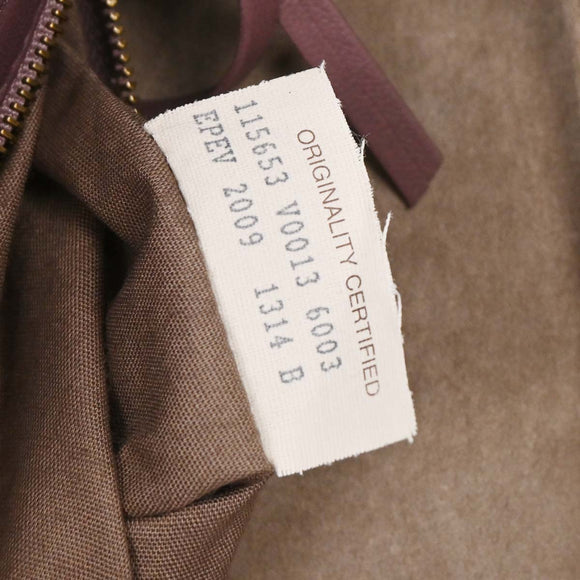 ORIGINALITY CERTIFIED
115653 V0013 6003
EPEV 2009 1314 B